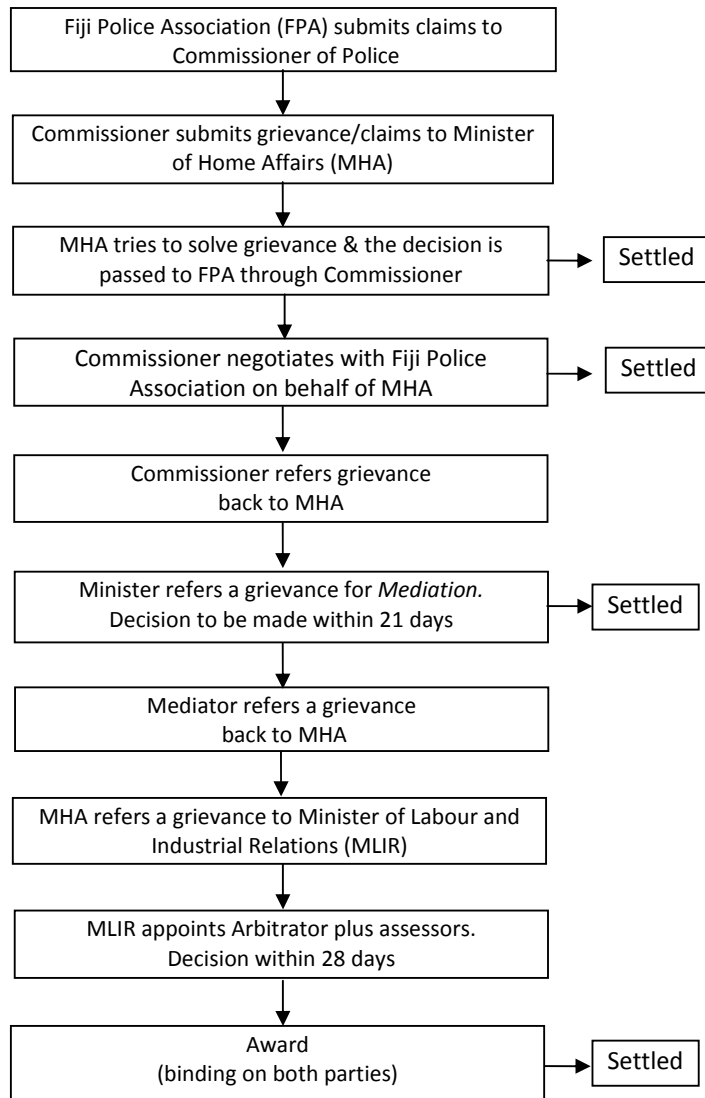 Fiji Police Association (FPA) submits claims to
Commissioner of Police
Commissioner submits grievance/claims to Minister
of Home Affairs (MHA)
MHA tries to solve grievance & the decision is
passed to FPA through Commissioner
Settled
Commissioner negotiates with Fiji Police
Association on behalf of MHA
Settled
Commissioner refers grievance
back to MHA
Minister refers a grievance for Mediation.
Decision to be made within 21 days
Settled
Mediator refers a grievance
back to MHA
MHA refers a grievance to Minister of Labour and
Industrial Relations (MLIR)
MLIR appoints Arbitrator plus assessors.
Decision within 28 days
Award
(binding on both parties)
Settled